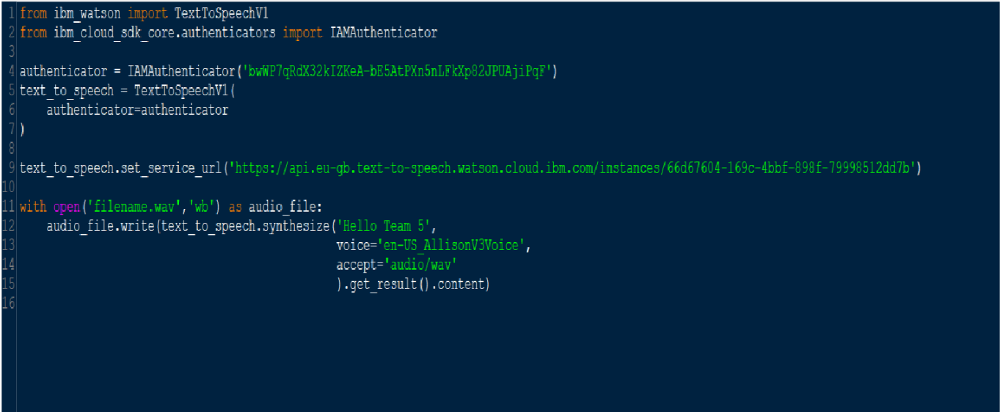 1 from ibm_watson import TextToSpeechV1
2 from ibm_cloud_sdk_core.authenticators import IAMAuthenticator
3
4 authenticator = IAMAuthenticator('bwWP7qRdX32kIZKeA-bE5AtPXn5nLFkXp82JPUAjiPqF')
5 text_to_speech = TextToSpeechV1(
6     authenticator=authenticator
7 )
8
9 text_to_speech.set_service_url('https://api.eu-gb.text-to-speech.watson.cloud.ibm.com/instances/66d67604-169c-4bbf-898f-79998512dd7b')
10
11 with open('filename.wav','wb') as audio_file:
12     audio_file.write(text_to_speech.synthesize('Hello Team 5',
13                                                voice='en-US_AllisonV3Voice',
14                                                accept='audio/wav'
15                                                ).get_result().content)
16